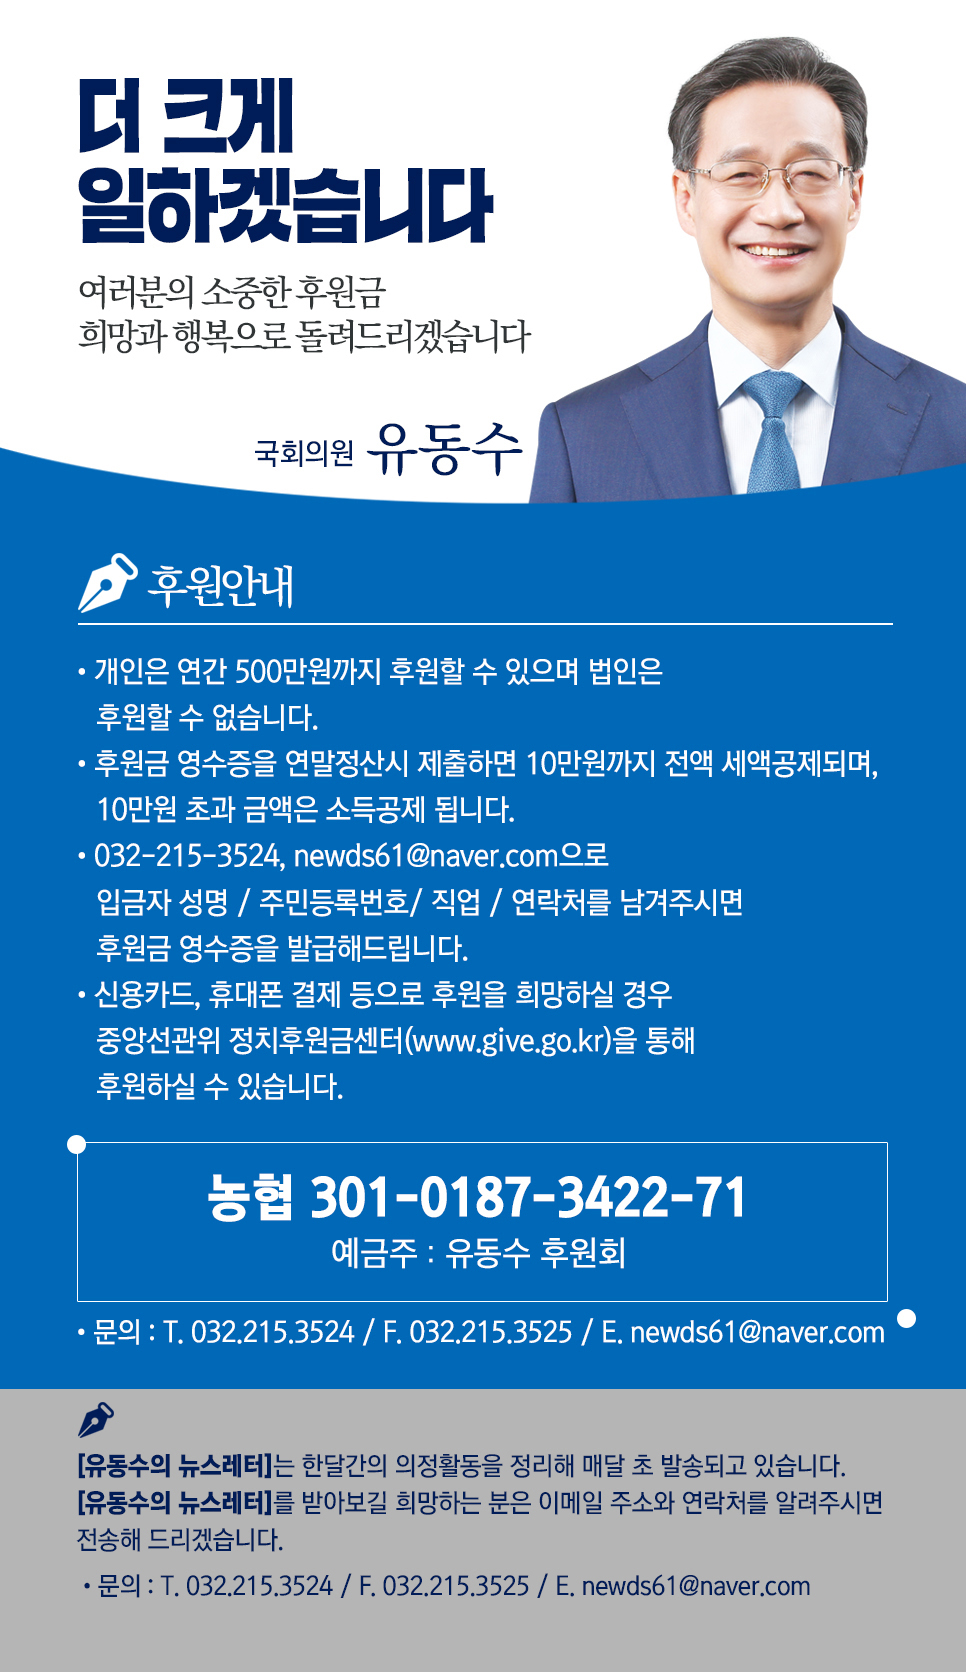 더 크게
일하겠습니다
여러분의 소중한 후원금
희망과 행복으로 돌려드리겠습니다
국회의원 유동수
후원안내
• 개인은 연간 500만원까지 후원할 수 있으며 법인은
후원할 수 없습니다.
• 후원금 영수증을 연말정산시 제출하면 10만원까지 전액 세액공제되며,
10만원 초과 금액은 소득공제 됩니다.
• 032-215-3524, newds61@naver.com으로
입금자 성명 / 주민등록번호/ 직업 / 연락처를 남겨주시면
후원금 영수증을 발급해드립니다.
• 신용카드, 휴대폰 결제 등으로 후원을 희망하실 경우
중앙선관위 정치후원금센터(www.give.go.kr)을 통해
후원하실 수 있습니다.
농협 301-0187-3422-71
예금주 : 유동수 후원회
• 문의 : T. 032.215.3524 / F. 032.215.3525 / E. newds61@naver.com
[유동수의 뉴스레터]는 한달간의 의정활동을 정리해 매달 초 발송되고 있습니다.
[유동수의 뉴스레터]를 받아보길 희망하는 분은 이메일 주소와 연락처를 알려주시면
전송해 드리겠습니다.
• 문의 : T. 032.215.3524 / F. 032.215.3525 / E. newds61@naver.com